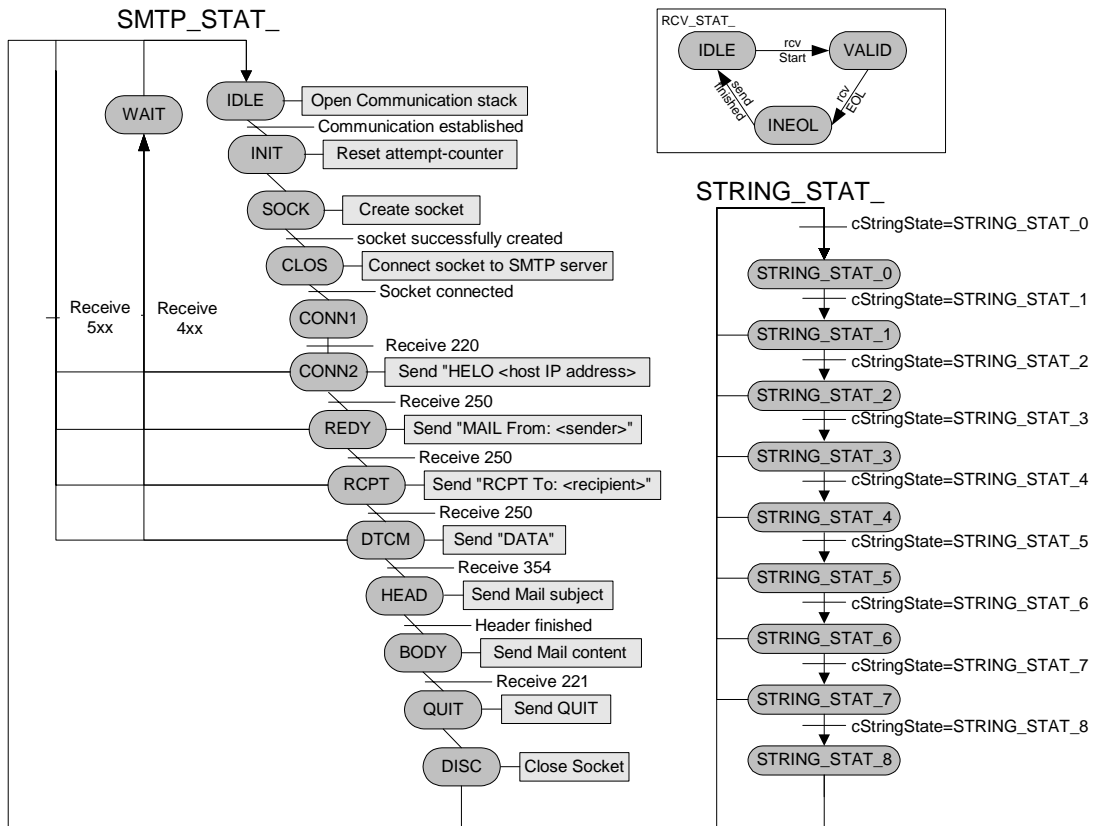 SMTP_STAT_
IDLE
Open Communication stack
WAIT
Communication established
INIT
Reset attempt-counter
SOCK
Create socket
socket successfully created
CLOS
Connect socket to SMTP server
Socket connected
Receive
5xx
Receive
4xx
CONN1
Receive 220
CONN2
Send "HELO <host IP address>
Receive 250
REDY
Send "MAIL From: <sender>"
Receive 250
RCPT
Send "RCPT To: <recipient>"
Receive 250
DTCM
Send "DATA"
Receive 354
HEAD
Send Mail subject
Header finished
BODY
Send Mail content
Receive 221
QUIT
Send QUIT
DISC
Close Socket
RCV_STAT_
IDLE
rcv
Start
VALID
send
finished
rcv
EOL
INEOL
STRING_STAT_
cStringState=STRING_STAT_0
STRING_STAT_0
cStringState=STRING_STAT_1
STRING_STAT_1
cStringState=STRING_STAT_2
STRING_STAT_2
cStringState=STRING_STAT_3
STRING_STAT_3
cStringState=STRING_STAT_4
STRING_STAT_4
cStringState=STRING_STAT_5
STRING_STAT_5
cStringState=STRING_STAT_6
STRING_STAT_6
cStringState=STRING_STAT_7
STRING_STAT_7
cStringState=STRING_STAT_8
STRING_STAT_8